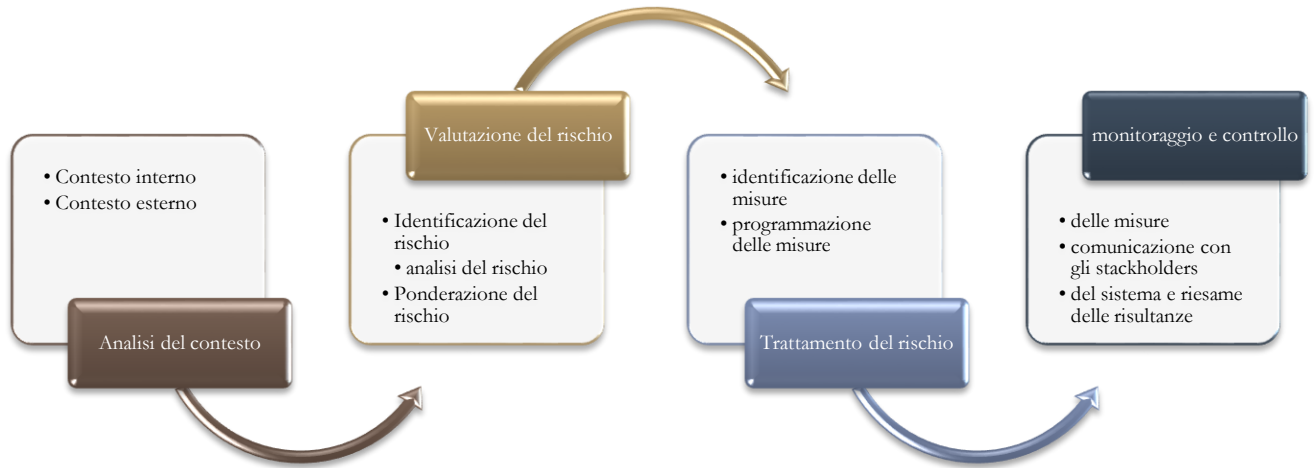 • Contesto interno
• Contesto esterno
Analisi del contesto
Valutazione del rischio
• Identificazione del
rischio
• analisi del rischio
• Ponderazione del
rischio
• identificazione delle
misure
• programmazione
delle misure
Trattamento del rischio
monitoraggio e controllo
• delle misure
• comunicazione con
gli stackholders
• del sistema e riesame
delle risultanze